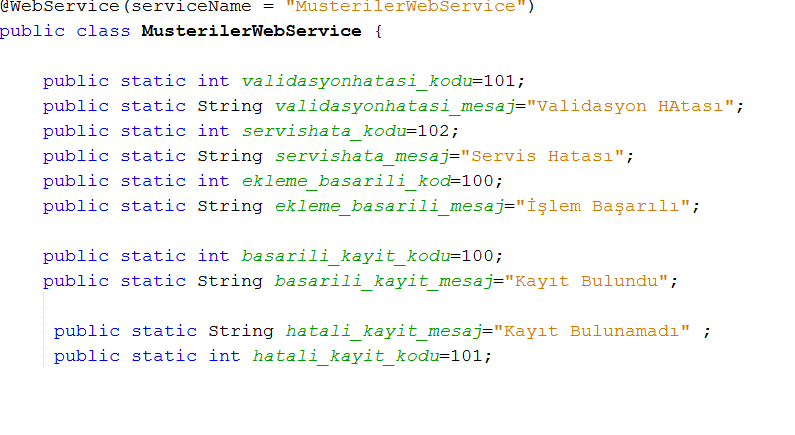 @WebService(serviceName = "MusterilerWebService")
public class MusterilerWebService {
public static int validasyonhatasi_kodu=101;
public static String validasyonhatasi_mesaj="Validasyon HAtası";
public static int servishata_kodu=102;
public static String servishata_mesaj="Servis Hatası";
public static int ekleme_basarili_kod=100;
public static String ekleme_basarili_mesaj="İşlem Başarılı";
public static int basarili_kayit_kodu=100;
public static String basarili_kayit_mesaj="Kayıt Bulundu";
public static String hatali_kayit_mesaj="Kayıt Bulunamadı" ;
public static int hatali_kayit_kodu=101;